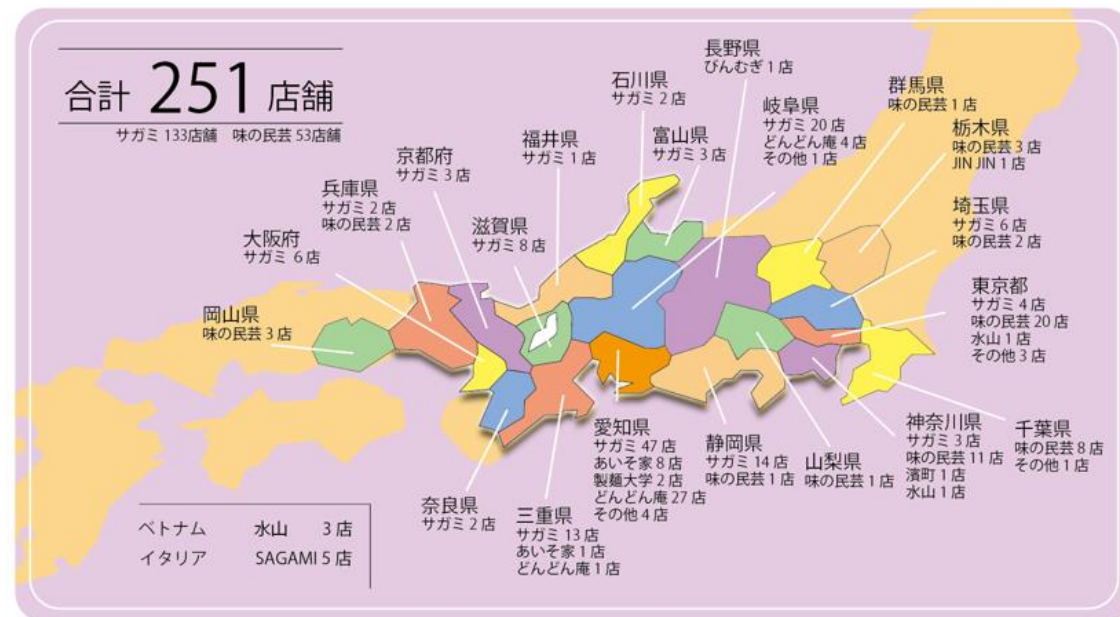 合計 251 店舗
サガミ 133店舗 味の民芸 53店舗
長野県
びんむぎ 1 店
石川県
サガミ 2 店
群馬県
味の民芸 1 店
岐阜県
サガミ 20 店
どんどん庵 4 店
その他 1 店
富山県
サガミ 3 店
福井県
サガミ 1 店
栃木県
味の民芸 3 店
JIN JIN 1 店
京都府
サガミ 3 店
兵庫県
サガミ 2 店
味の民芸 2 店
滋賀県
サガミ 8 店
埼玉県
サガミ 6 店
味の民芸 2 店
大阪府
サガミ 6 店
東京都
サガミ 4 店
味の民芸 20 店
水山 1 店
その他 3 店
岡山県
味の民芸 3 店
愛知県
サガミ 47 店
あいそ家 8 店
製麺大学 2 店
どんどん庵 27 店
その他 4 店
静岡県
サガミ 14 店
味の民芸 1 店
山梨県
味の民芸 1 店
神奈川県
サガミ 3 店
味の民芸 11 店
濱町 1 店
水山 1 店
千葉県
味の民芸 8 店
その他 1 店
奈良県
サガミ 2 店
三重県
サガミ 13 店
あいそ家 1 店
どんどん庵 1 店
ベトナム 水山 3 店
イタリア SAGAMI 5 店